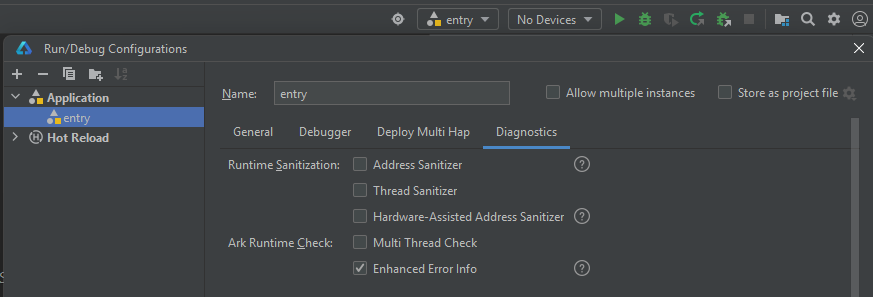 entry No Devices
Run/Debug Configurations
Application
entry
Hot Reload
Name: entry Allow multiple instances Store as project file
General Debugger Deploy Multi Hap Diagnostics
Runtime Sanitization: Address Sanitizer ?
Thread Sanitizer
Hardware-Assisted Address Sanitizer ?
Ark Runtime Check: Multi Thread Check
Enhanced Error Info ?